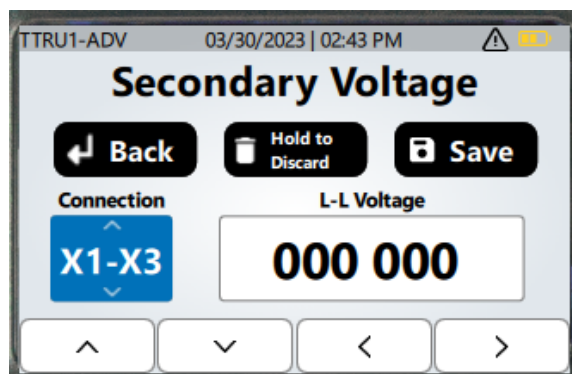 TTRU1-ADV 03/30/2023 | 02:43 PM
Secondary Voltage
Back
Hold to
Discard
Save
Connection
L-L Voltage
X1-X3
000 000